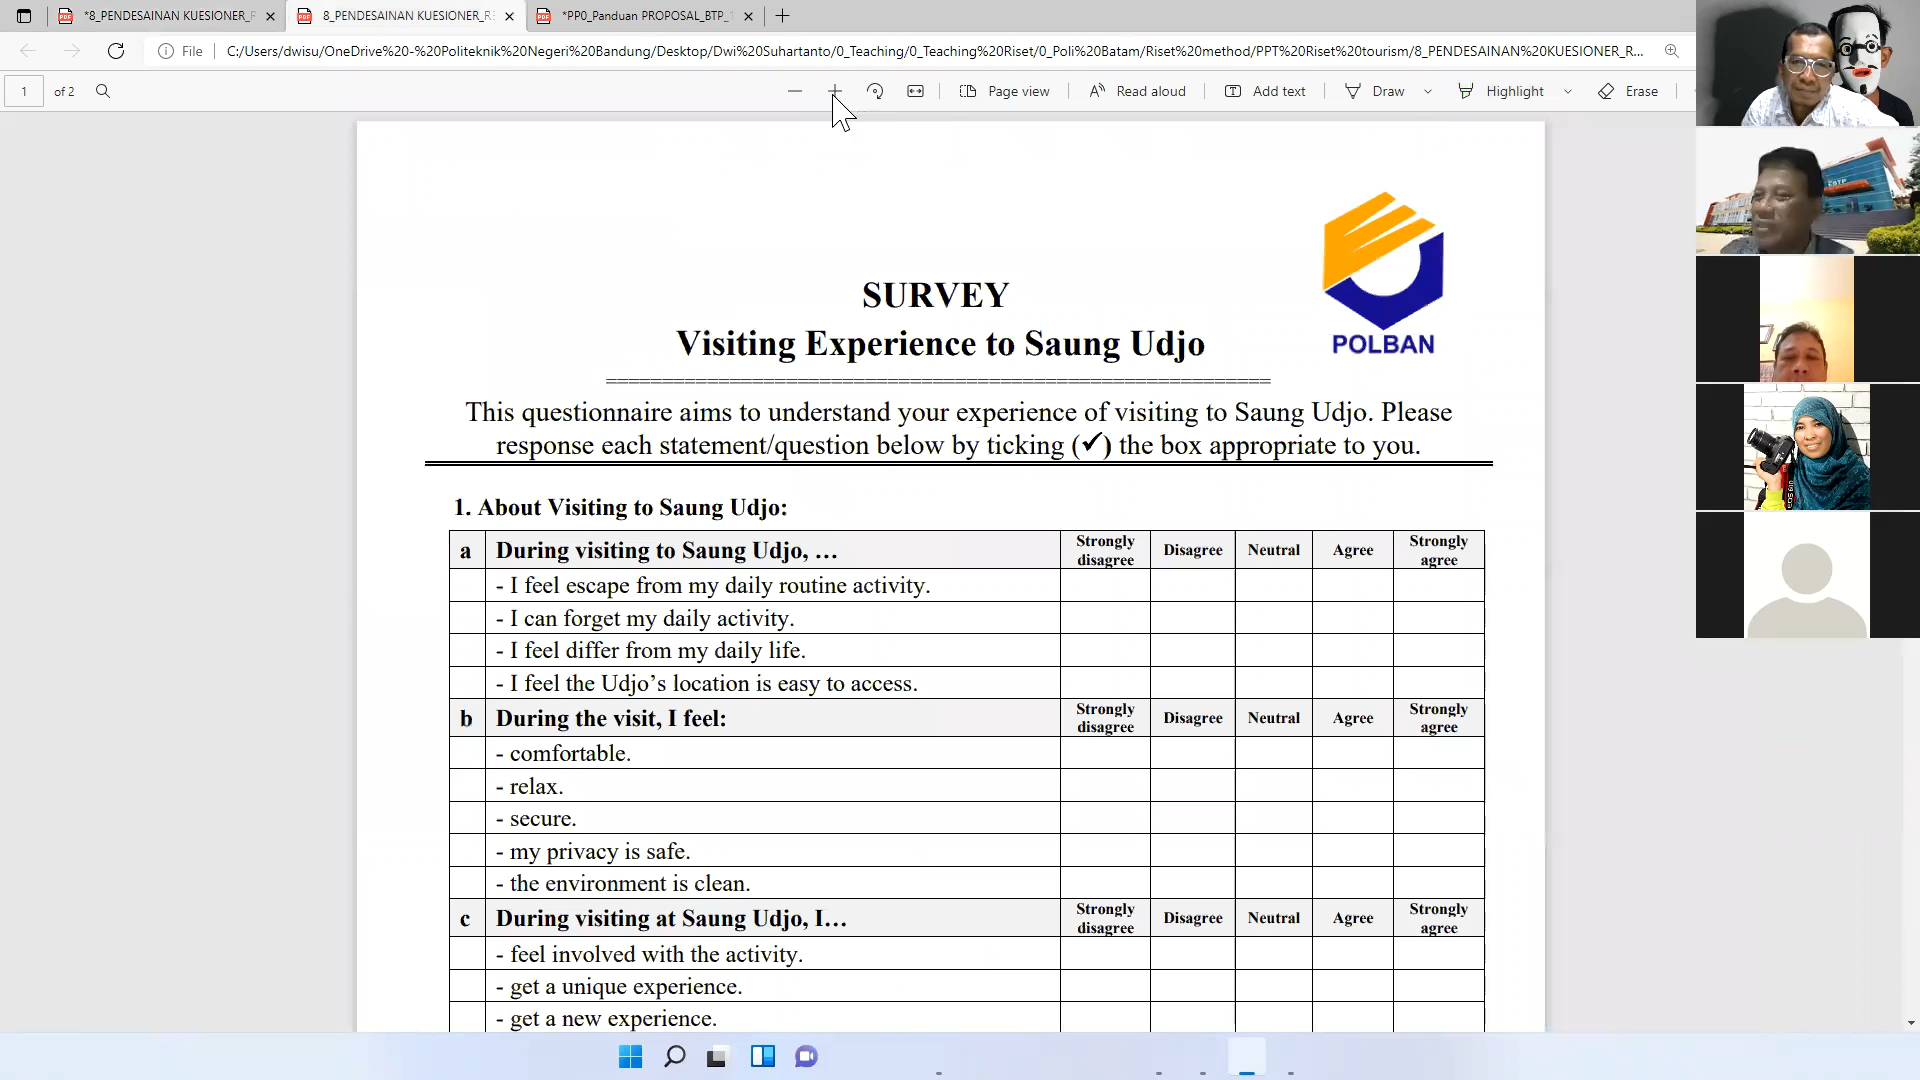 *8_PENDESAINAN KUESIONER_R
8_PENDESAINAN KUESIONER_RE
*PP0_Panduan PROPOSAL_BTP_
File
C:/Users/dwisu/OneDrive%20-%20Politeknik%20Negeri%20Bandung/Desktop/Dwi%20Suhartanto/0_Teaching/0_Teaching%20Riset/0_Poli%20Batam/Riset%20method/PPT%20Riset%20tourism/8_PENDESAINAN%20KUESIONER_R...
1 of 2
Page view
Read aloud
Add text
Draw
Highlight
Erase
POLBAN
SURVEY
Visiting Experience to Saung Udjo
============================================================
This questionnaire aims to understand your experience of visiting to Saung Udjo. Please
response each statement/question below by ticking (✓) the box appropriate to you.
1. About Visiting to Saung Udjo:
a During visiting to Saung Udjo, … Strongly disagree Disagree Neutral Agree Strongly agree
- I feel escape from my daily routine activity.
- I can forget my daily activity.
- I feel differ from my daily life.
- I feel the Udjo’s location is easy to access.
b During the visit, I feel: Strongly disagree Disagree Neutral Agree Strongly agree
- comfortable.
- relax.
- secure.
- my privacy is safe.
- the environment is clean.
c During visiting at Saung Udjo, I… Strongly disagree Disagree Neutral Agree Strongly agree
- feel involved with the activity.
- get a unique experience.
- get a new experience.